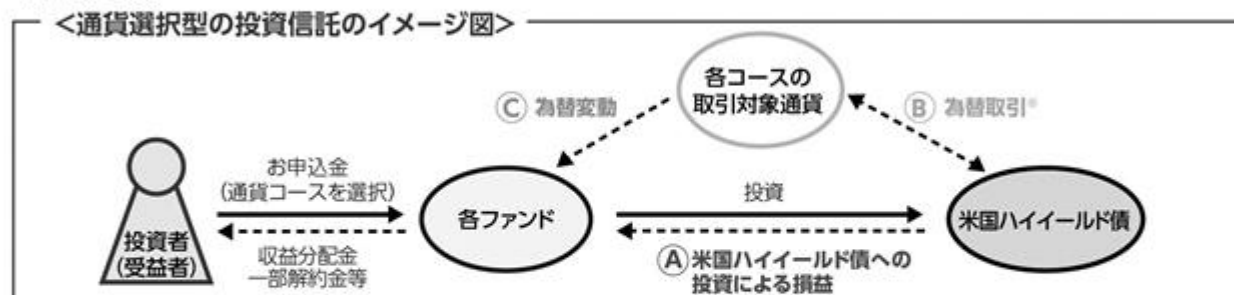 <通貨選択型の投資信託のイメージ図>
各コースの
取引対象通貨
Ⓒ 為替変動
Ⓑ 為替取引※
お申込金
(通貨コースを選択)
投資
投資者
(受益者)
各ファンド
米国ハイイールド債
収益分配金
一部解約金等
Ⓐ 米国ハイイールド債への
投資による損益